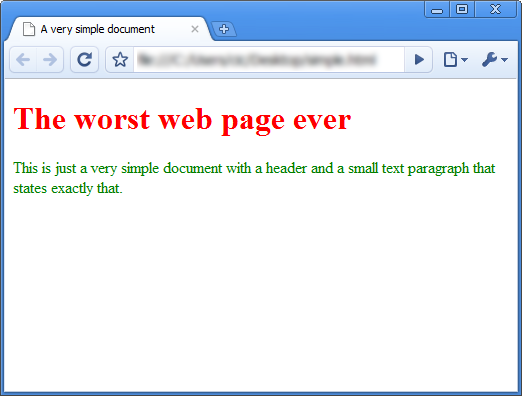 A very simple document
The worst web page ever
This is just a very simple document with a header and a small text paragraph that
states exactly that.